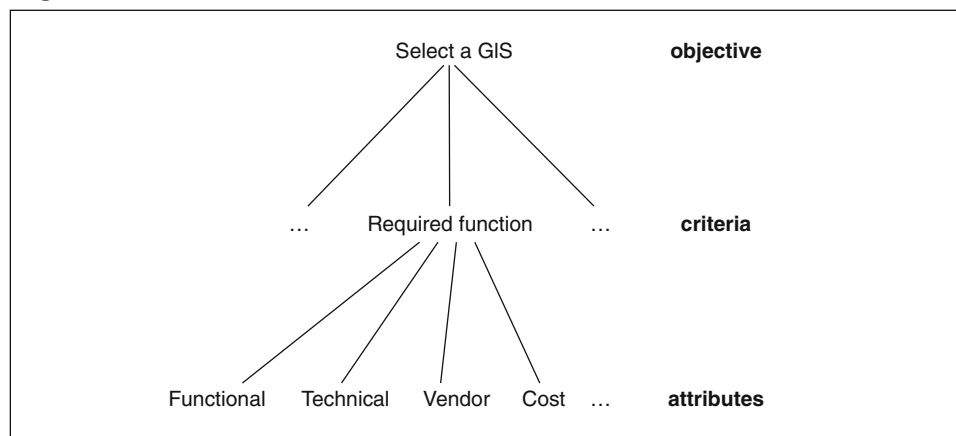 Select a GIS objective
… Required function … criteria
Functional Technical Vendor Cost … attributes